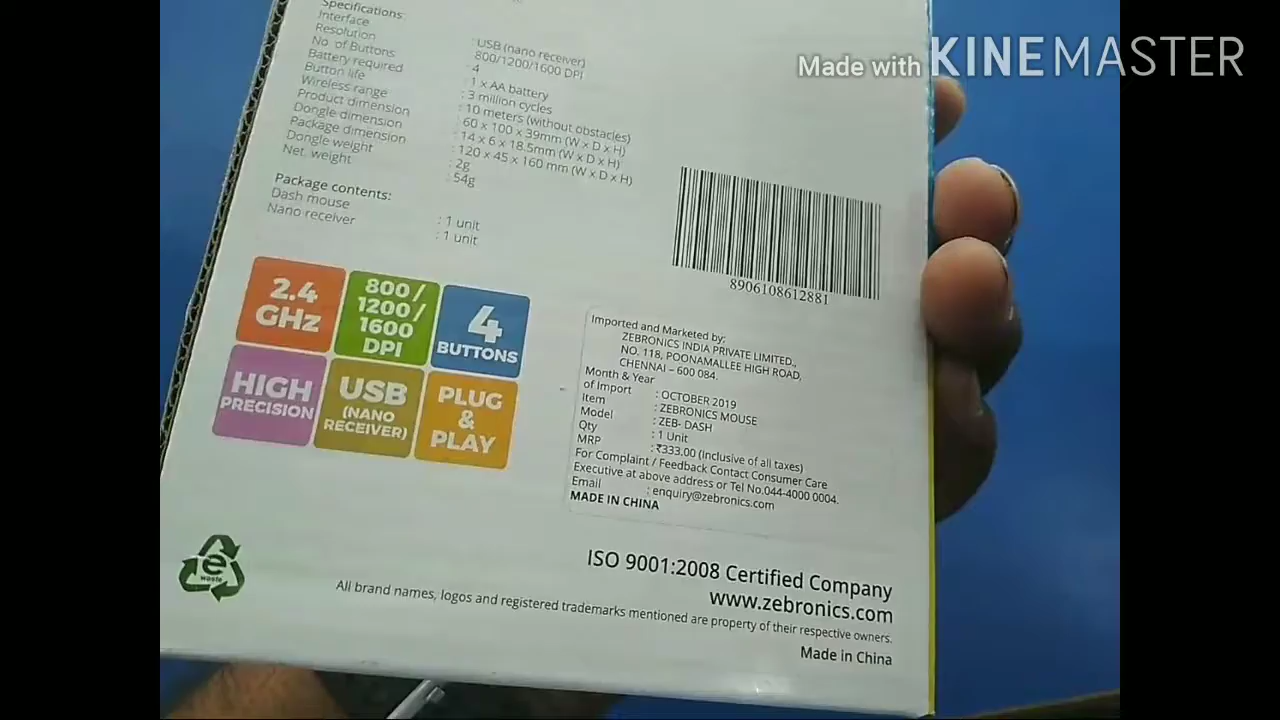 Made with KINEMASTER
Specifications
Interface : USB (nano receiver)
Resolution : 800/1200/1600 DPI
No. of Buttons : 4
Battery required : 1 x AA battery
Button life : 3 million cycles
Wireless range : 10 meters (without obstacles)
Product dimension : 60 x 100 x 39mm (W x D x H)
Dongle dimension : 14 x 6 x 18.5mm (W x D x H)
Package dimension : 120 x 45 x 160 mm (W x D x H)
Dongle weight : 2g
Net. weight : 54g
Package contents:
Dash mouse : 1 unit
Nano receiver : 1 unit
8906108612881
2.4
GHz
800/
1200/
1600
DPI
4
BUTTONS
HIGH
PRECISION
USB
(NANO
RECEIVER)
PLUG
&
PLAY
Imported and Marketed by:
ZEBRONICS INDIA PRIVATE LIMITED.,
NO. 118, POONAMALLEE HIGH ROAD,
CHENNAI – 600 084.
Month & Year
of Import : OCTOBER 2019
Item : ZEBRONICS MOUSE
Model : ZEB- DASH
Qty : 1 Unit
MRP : ₹333.00 (Inclusive of all taxes)
For Complaint / Feedback Contact Consumer Care
Executive at above address or Tel No.044-4000 0004.
Email : enquiry@zebronics.com
MADE IN CHINA
e
waste
ISO 9001:2008 Certified Company
www.zebronics.com
All brand names, logos and registered trademarks mentioned are property of their respective owners.
Made in China